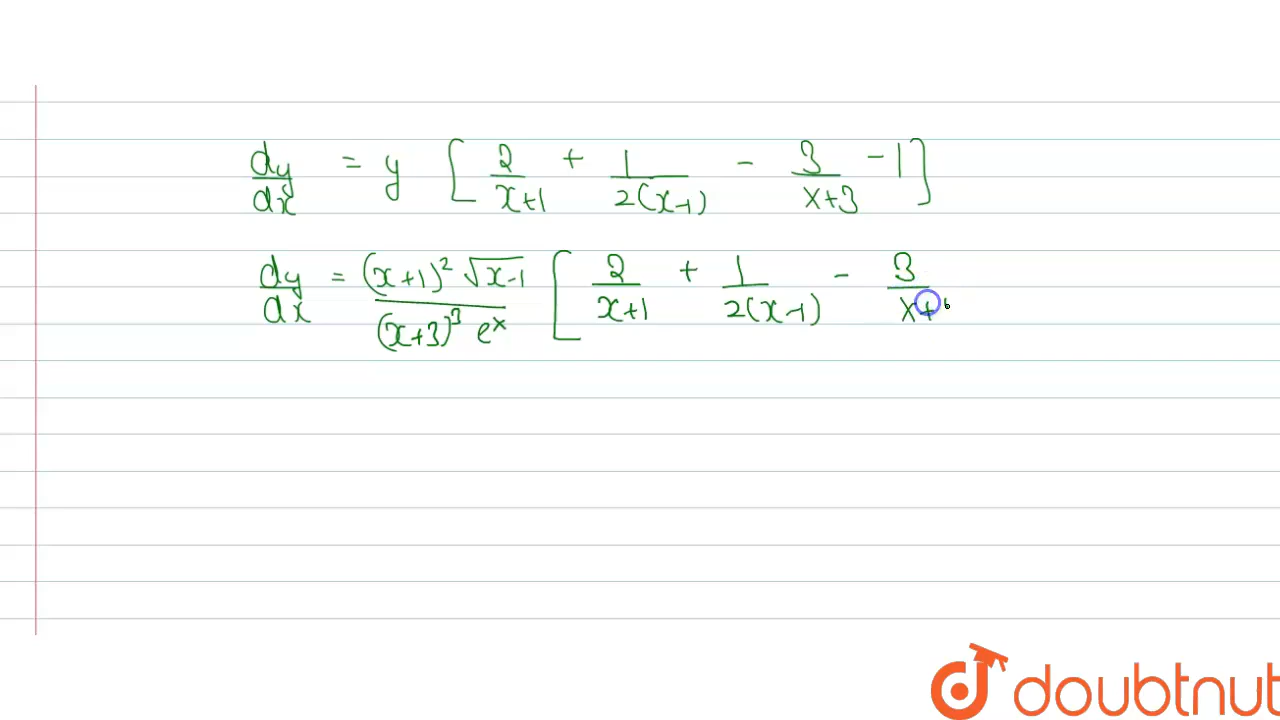 dy/dx = y [ 2/(x+1) + 1/(2(x-1)) - 3/(x+3) - 1 ]
dy/dx = (x+1)² √(x-1) / ((x+3)³ eˣ) [ 2/(x+1) + 1/(2(x-1)) - 3/(x+
doubtnut